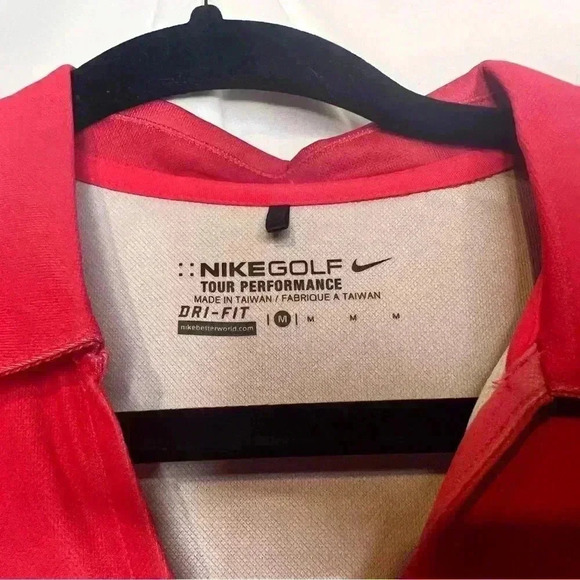 NIKEGOLF
TOUR PERFORMANCE
MADE IN TAIWAN / FABRIQUE A TAIWAN
DRI-FIT | M | M M M
nikebetterworld.com